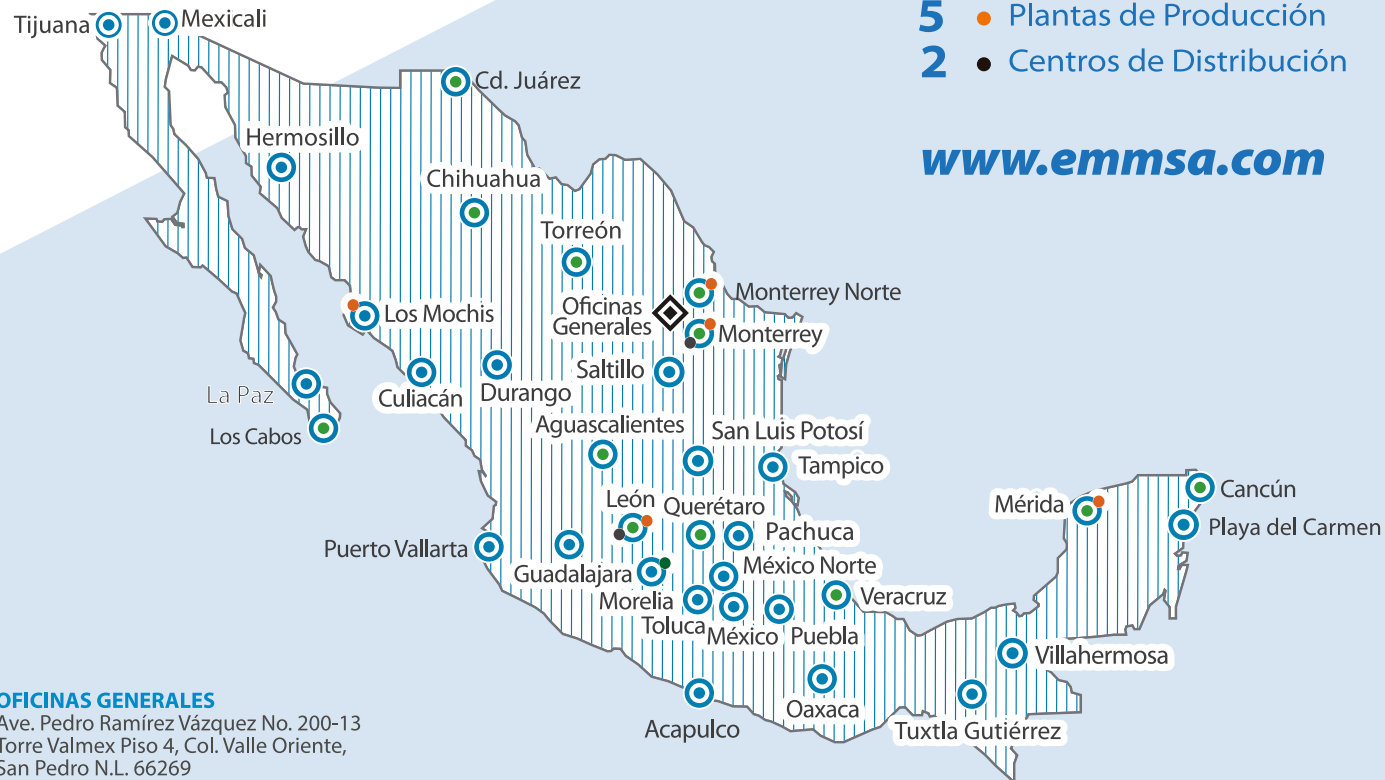 5 Plantas de Producción
2 Centros de Distribución
www.emmsa.com
Tijuana
Mexicali
Cd. Juárez
Hermosillo
Chihuahua
Torreón
Oficinas
Generales
Monterrey Norte
Monterrey
Los Mochis
Saltillo
Culiacán
Durango
La Paz
Los Cabos
Aguascalientes
San Luis Potosí
Tampico
León
Querétaro
Pachuca
Mérida
Cancún
Playa del Carmen
Puerto Vallarta
Guadalajara
México Norte
Morelia
Veracruz
Toluca
México
Puebla
Villahermosa
Oaxaca
Acapulco
Tuxtla Gutiérrez
OFICINAS GENERALES
Ave. Pedro Ramírez Vázquez No. 200-13
Torre Valmex Piso 4, Col. Valle Oriente,
San Pedro N.L. 66269